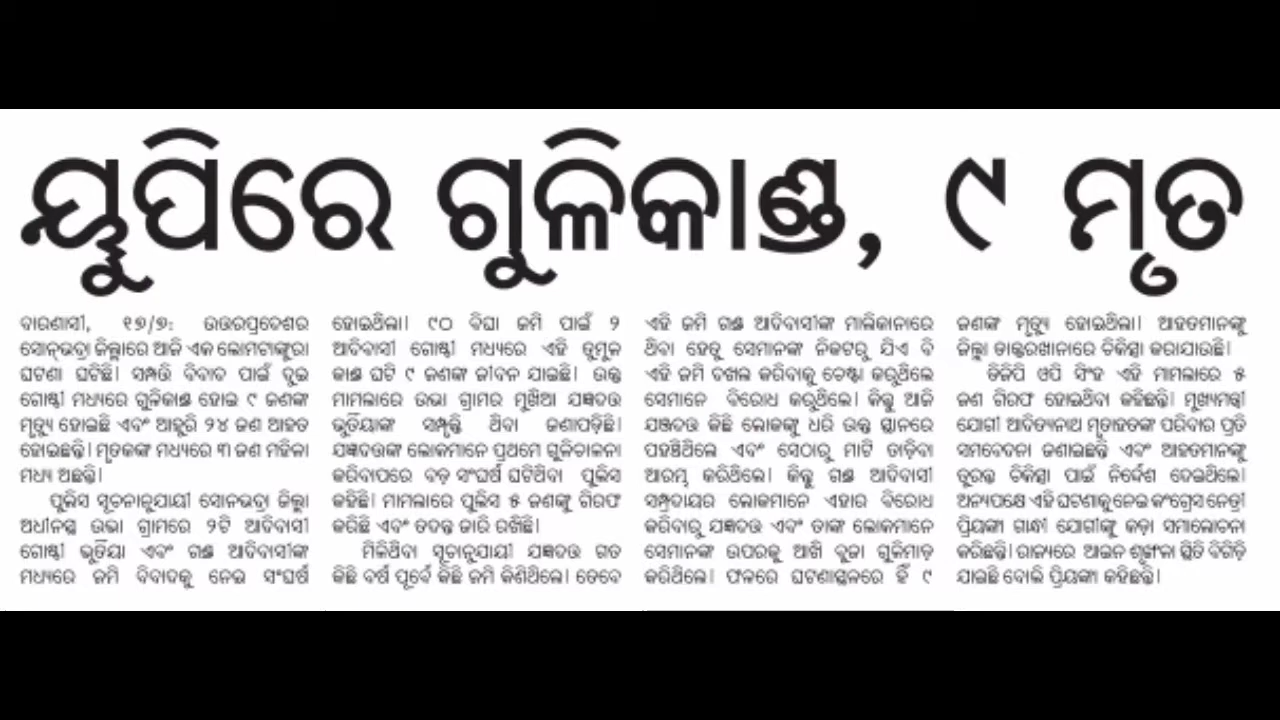 ୟୁପିରେ ଗୁଳିକାଣ୍ଡ, ୯ ମୃତ
ବାରଣାସୀ, ୧୭/୭: ଉତ୍ତରପ୍ରଦେଶର
ସୋନ୍‌ଭଦ୍ରା ଜିଲ୍ଲାରେ ଆଜି ଏକ ଲୋମଟାଙ୍କୁରା
ଘଟଣା ଘଟିଛି। ସମ୍ପତ୍ତି ବିବାଦ ପାଇଁ ଦୁଇ
ଗୋଷ୍ଠୀ ମଧ୍ୟରେ ଗୁଳିକାଣ୍ଡ ହୋଇ ୯ ଜଣଙ୍କ
ମୃତ୍ୟୁ ହୋଇଛି ଏବଂ ଆହୁରି ୨୪ ଜଣ ଆହତ
ହୋଇଛନ୍ତି। ମୃତକଙ୍କ ମଧ୍ୟରେ ୩ ଜଣ ମହିଳା
ମଧ୍ୟ ଅଛନ୍ତି।
ପୁଲିସ ସୂଚନାନୁଯାୟୀ ସୋନଭଦ୍ରା ଜିଲ୍ଲା
ଅଧୀନସ୍ଥ ଉଭା ଗ୍ରାମରେ ୨ଟି ଆଦିବାସୀ
ଗୋଷ୍ଠୀ ଭୁର୍ତିୟା ଏବଂ ଗଣ୍ଡ ଆଦିବାସୀଙ୍କ
ମଧ୍ୟରେ ଜମି ବିବାଦକୁ ନେଇ ସଂଘର୍ଷ
ହୋଇଥିଲା। ୯୦ ବିଘା ଜମି ପାଇଁ ୨
ଆଦିବାସୀ ଗୋଷ୍ଠୀ ମଧ୍ୟରେ ଏହି ତୁମୁଳ
କାଣ୍ଡ ଘଟି ୯ ଜଣଙ୍କ ଜୀବନ ଯାଇଛି। ଉକ୍ତ
ମାମଲାରେ ଉଭା ଗ୍ରାମର ମୁଖିଆ ଯଜ୍ଞଦତ୍ତ
ଭୁର୍ତିୟାଙ୍କ ସମ୍ପୃକ୍ତି ଥିବା ଜଣାପଡ଼ିଛି।
ଯଜ୍ଞଦତ୍ତଙ୍କ ଲୋକମାନେ ପ୍ରଥମେ ଗୁଳିଚାଳନା
କରିବାପରେ ବଡ଼ ସଂଘର୍ଷ ଘଟିଥିବା ପୁଲିସ
କହିଛି। ମାମଲାରେ ପୁଲିସ ୫ ଜଣଙ୍କୁ ଗିରଫ
କରିଛି ଏବଂ ତଦନ୍ତ ଜାରି ରଖିଛି।
ମିଳିଥିବା ସୂଚାନୁଯାୟୀ ଯଜ୍ଞଦତ୍ତ ଗତ
କିଛି ବର୍ଷ ପୂର୍ବେ କିଛି ଜମି କିଣିଥିଲେ। ତେବେ
ଏହି ଜମି ଗଣ୍ଡ ଆଦିବାସୀଙ୍କ ମାଲିକାନାରେ
ଥିବା ହେତୁ ସେମାନଙ୍କ ନିକଟରୁ ଯିଏ ବି
ଏହି ଜମି ଦଖଲ କରିବାକୁ ଚେଷ୍ଟା କରୁଥିଲେ
ସେମାନେ ବିରୋଧ କରୁଥିଲେ। କିନ୍ତୁ ଆଜି
ଯଜ୍ଞଦତ୍ତ କିଛି ଲୋକଙ୍କୁ ଧରି ଉକ୍ତ ସ୍ଥାନରେ
ପହଞ୍ଚିଥିଲେ ଏବଂ ସେଠାରୁ ମାଟି ତାଡ଼ିବା
ଆରମ୍ଭ କରିଥିଲେ। କିନ୍ତୁ ଗଣ୍ଡ ଆଦିବାସୀ
ସମ୍ପ୍ରଦାୟର ଲୋକମାନେ ଏହାର ବିରୋଧ
କରିବାରୁ ଯଜ୍ଞଦତ୍ତ ଏବଂ ତାଙ୍କ ଲୋକମାନେ
ସେମାନଙ୍କ ଉପରକୁ ଆଖି ବୁଜା ଗୁଳିମାଡ଼
କରିଥିଲେ। ଫଳରେ ଘଟଣାସ୍ଥଳରେ ହିଁ ୯
ଜଣଙ୍କ ମୃତ୍ୟୁ ହୋଇଥିଲା। ଆହତମାନଙ୍କୁ
ଜିଲ୍ଲା ଡାକ୍ତରଖାନାରେ ଚିକିତ୍ସା କରାଯାଉଛି।
ଡିଜିପି ଓପି ସିଂହ ଏହି ମାମଲାରେ ୫
ଜଣ ଗିରଫ ହୋଇଥିବା କହିଛନ୍ତି। ମୁଖ୍ୟମନ୍ତ୍ରୀ
ଯୋଗୀ ଆଦିତ୍ୟନାଥ ମୃତାହତଙ୍କ ପରିବାର ପ୍ରତି
ସମବେଦନା ଜଣାଇଛନ୍ତି ଏବଂ ଆହତମାନଙ୍କୁ
ତୁରନ୍ତ ଚିକିତ୍ସା ପାଇଁ ନିର୍ଦ୍ଦେଶ ଦେଇଥିଲେ।
ଅନ୍ୟପକ୍ଷେ ଏହି ଘଟଣାକୁ ନେଇ କଂଗ୍ରେସ ନେତ୍ରୀ
ପ୍ରିୟଙ୍କା ଗାନ୍ଧୀ ଯୋଗୀଙ୍କୁ କଡ଼ା ସମାଲୋଚନା
କରିଛନ୍ତି। ରାଜ୍ୟରେ ଆଇନ ଶୃଙ୍ଖଳା ସ୍ଥିତି ବିଗିଡ଼ି
ଯାଇଛି ବୋଲି ପ୍ରିୟଙ୍କା କହିଛନ୍ତି।